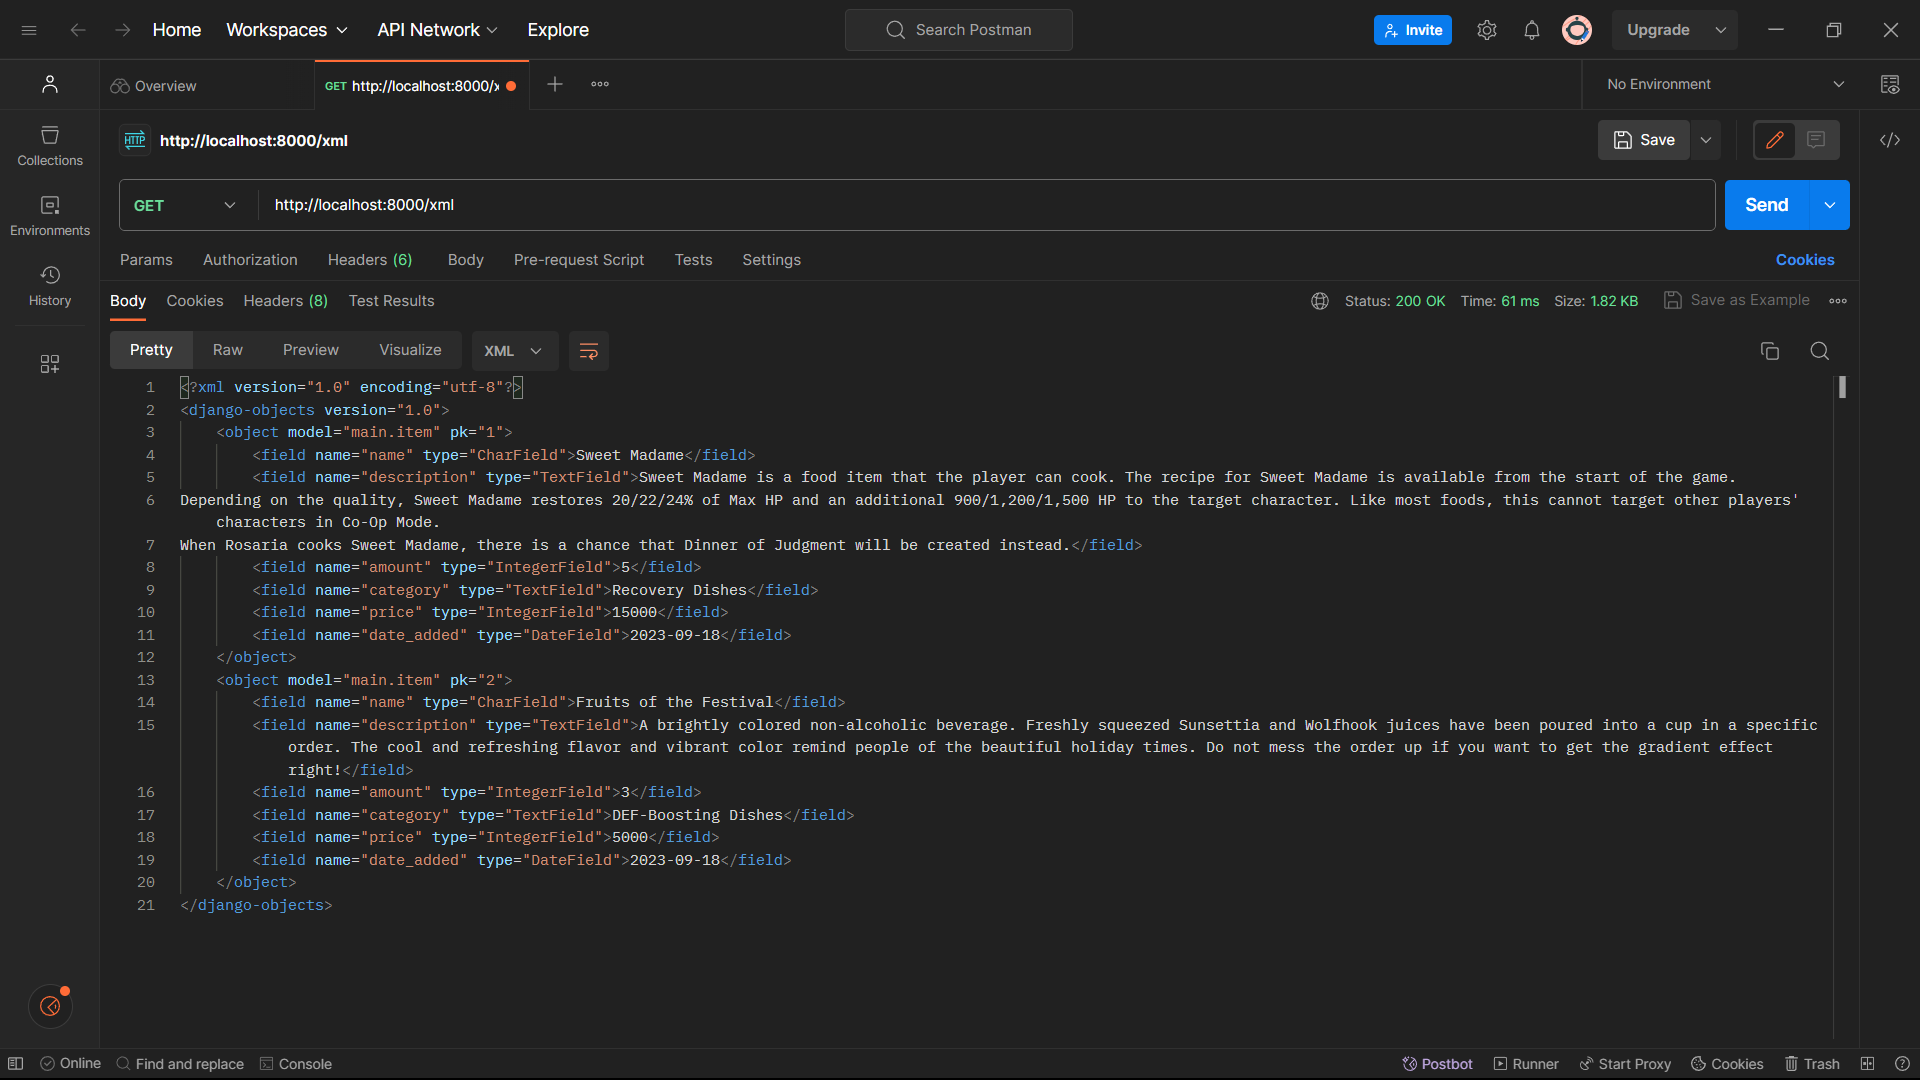 Home Workspaces API Network Explore Search Postman Invite Upgrade
Overview GET http://localhost:8000/x No Environment
HTTP http://localhost:8000/xml Save
Collections
GET http://localhost:8000/xml Send
Environments
Params Authorization Headers (6) Body Pre-request Script Tests Settings Cookies
History
Body Cookies Headers (8) Test Results Status: 200 OK Time: 61 ms Size: 1.82 KB Save as Example
Pretty Raw Preview Visualize XML
1 <?xml version="1.0" encoding="utf-8"?>
2 <django-objects version="1.0">
3 <object model="main.item" pk="1">
4 <field name="name" type="CharField">Sweet Madame</field>
5 <field name="description" type="TextField">Sweet Madame is a food item that the player can cook. The recipe for Sweet Madame is available from the start of the game.
6 Depending on the quality, Sweet Madame restores 20/22/24% of Max HP and an additional 900/1,200/1,500 HP to the target character. Like most foods, this cannot target other players'
characters in Co-Op Mode.
7 When Rosaria cooks Sweet Madame, there is a chance that Dinner of Judgment will be created instead.</field>
8 <field name="amount" type="IntegerField">5</field>
9 <field name="category" type="TextField">Recovery Dishes</field>
10 <field name="price" type="IntegerField">15000</field>
11 <field name="date_added" type="DateField">2023-09-18</field>
12 </object>
13 <object model="main.item" pk="2">
14 <field name="name" type="CharField">Fruits of the Festival</field>
15 <field name="description" type="TextField">A brightly colored non-alcoholic beverage. Freshly squeezed Sunsettia and Wolfhook juices have been poured into a cup in a specific
order. The cool and refreshing flavor and vibrant color remind people of the beautiful holiday times. Do not mess the order up if you want to get the gradient effect
right!</field>
16 <field name="amount" type="IntegerField">3</field>
17 <field name="category" type="TextField">DEF-Boosting Dishes</field>
18 <field name="price" type="IntegerField">5000</field>
19 <field name="date_added" type="DateField">2023-09-18</field>
20 </object>
21 </django-objects>
Online Find and replace Console Postbot Runner Start Proxy Cookies Trash